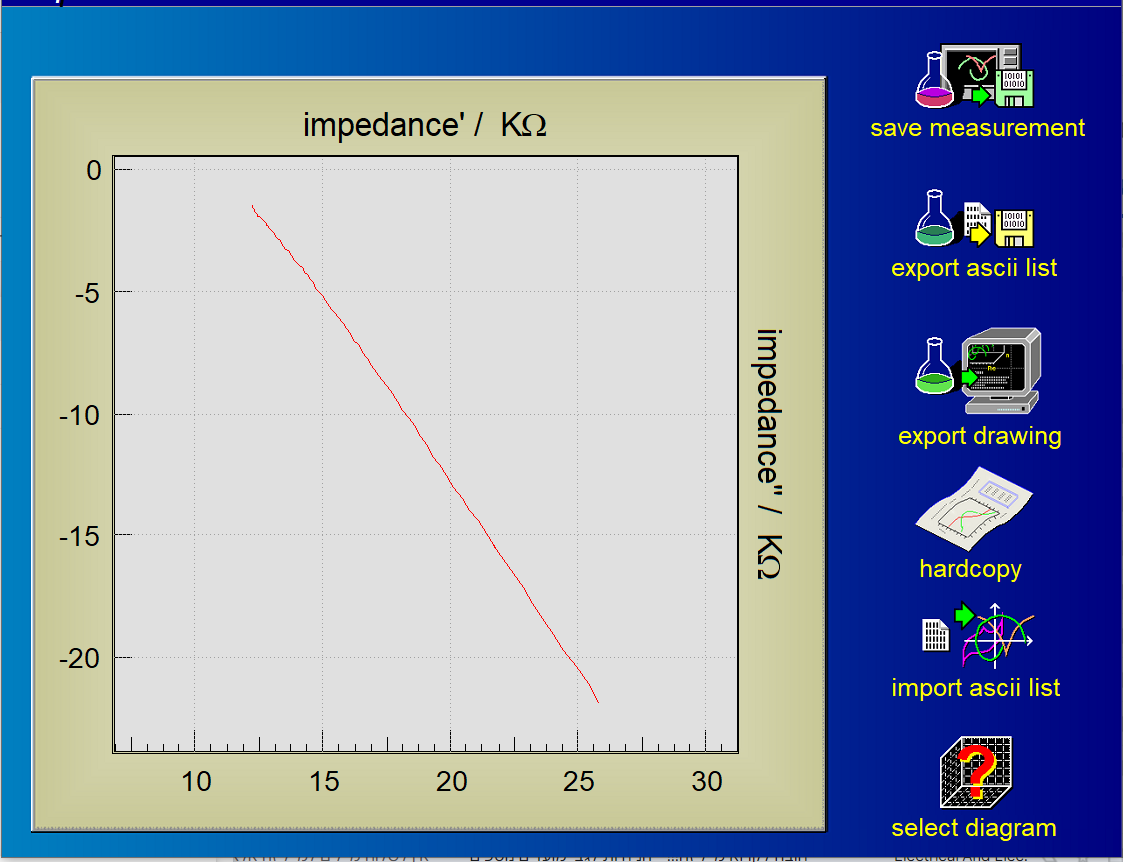 impedance' / KΩ
0
-5
-10
-15
-20
10 15 20 25 30
impedance" / KΩ
save measurement
export ascii list
export drawing
hardcopy
import ascii list
select diagram